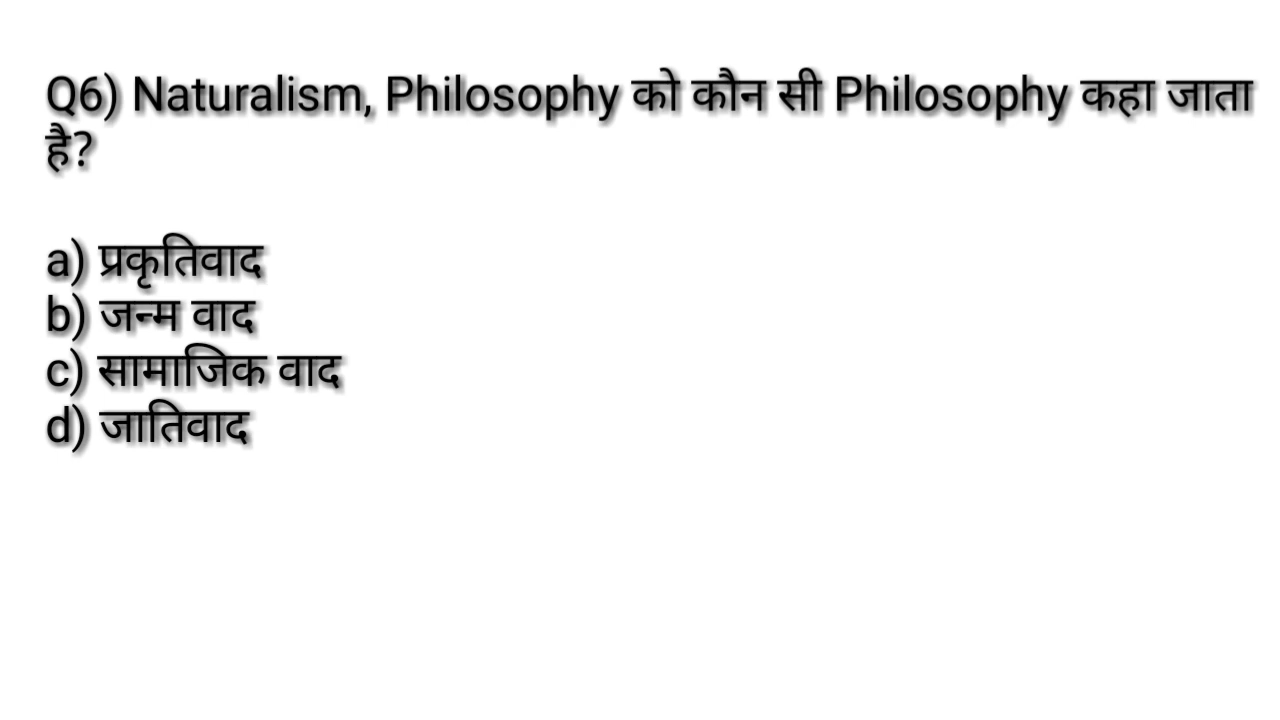 Q6) Naturalism, Philosophy को कौन सी Philosophy कहा जाता
है?
a) प्रकृतिवाद
b) जन्म वाद
c) सामाजिक वाद
d) जातिवाद